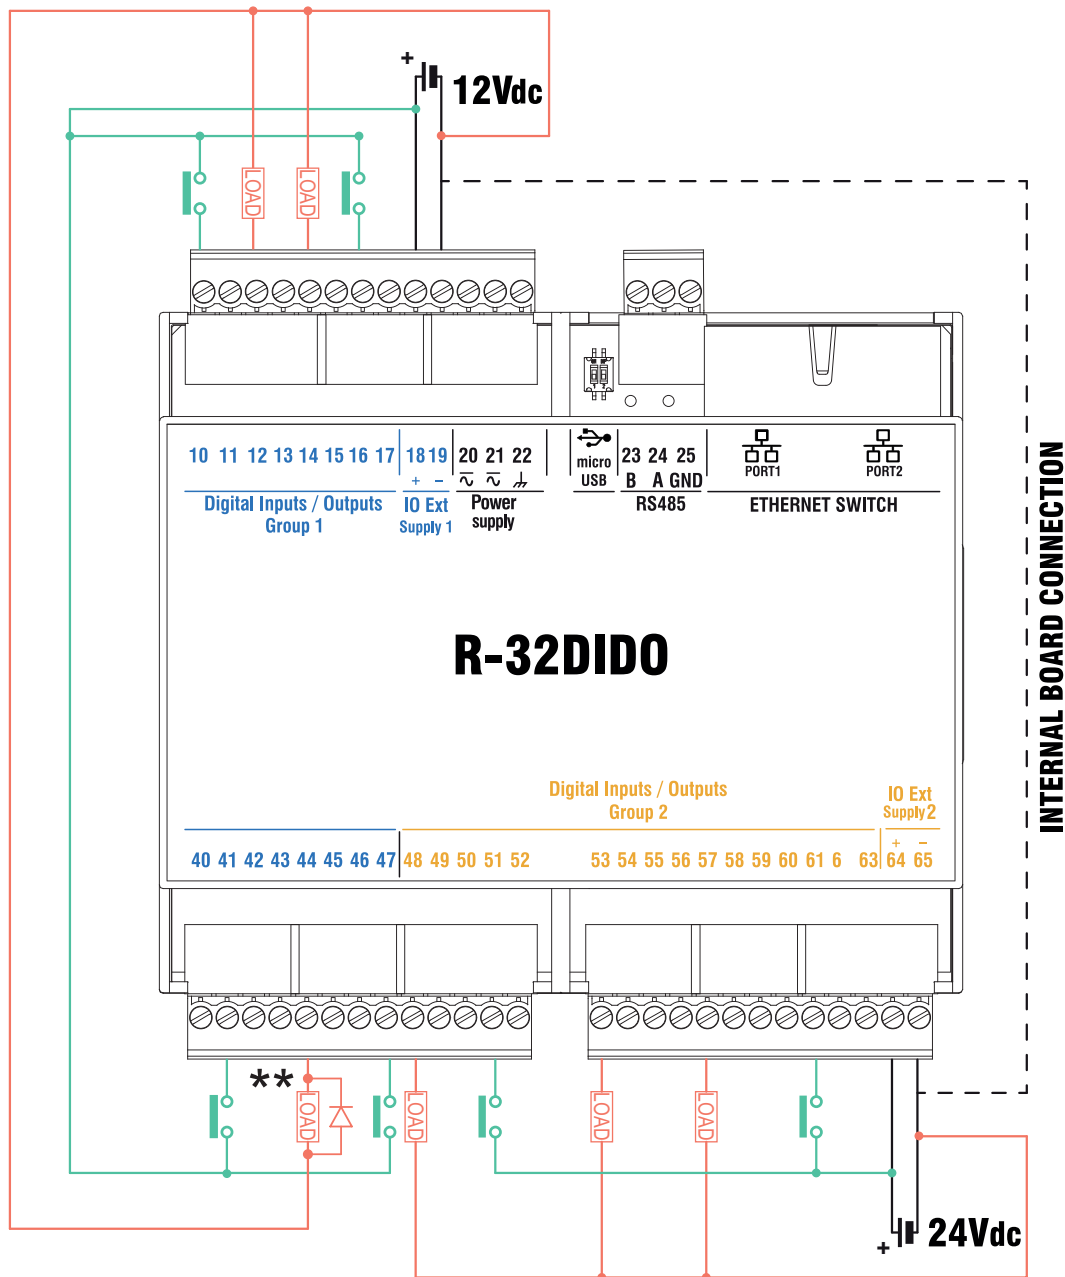 +
12Vdc
LOAD LOAD
10 11 12 13 14 15 16 17 18 19 20 21 22
+ −
Digital Inputs / Outputs
Group 1
IO Ext
Supply 1
Power
supply
micro
USB
23 24 25
B A GND
RS485
PORT1 PORT2
ETHERNET SWITCH
INTERNAL BOARD CONNECTION
R-32DIDO
Digital Inputs / Outputs
Group 2
IO Ext
Supply 2
+ −
40 41 42 43 44 45 46 47 48 49 50 51 52 53 54 55 56 57 58 59 60 61 6 63 64 65
**
LOAD LOAD LOAD LOAD
+
24Vdc